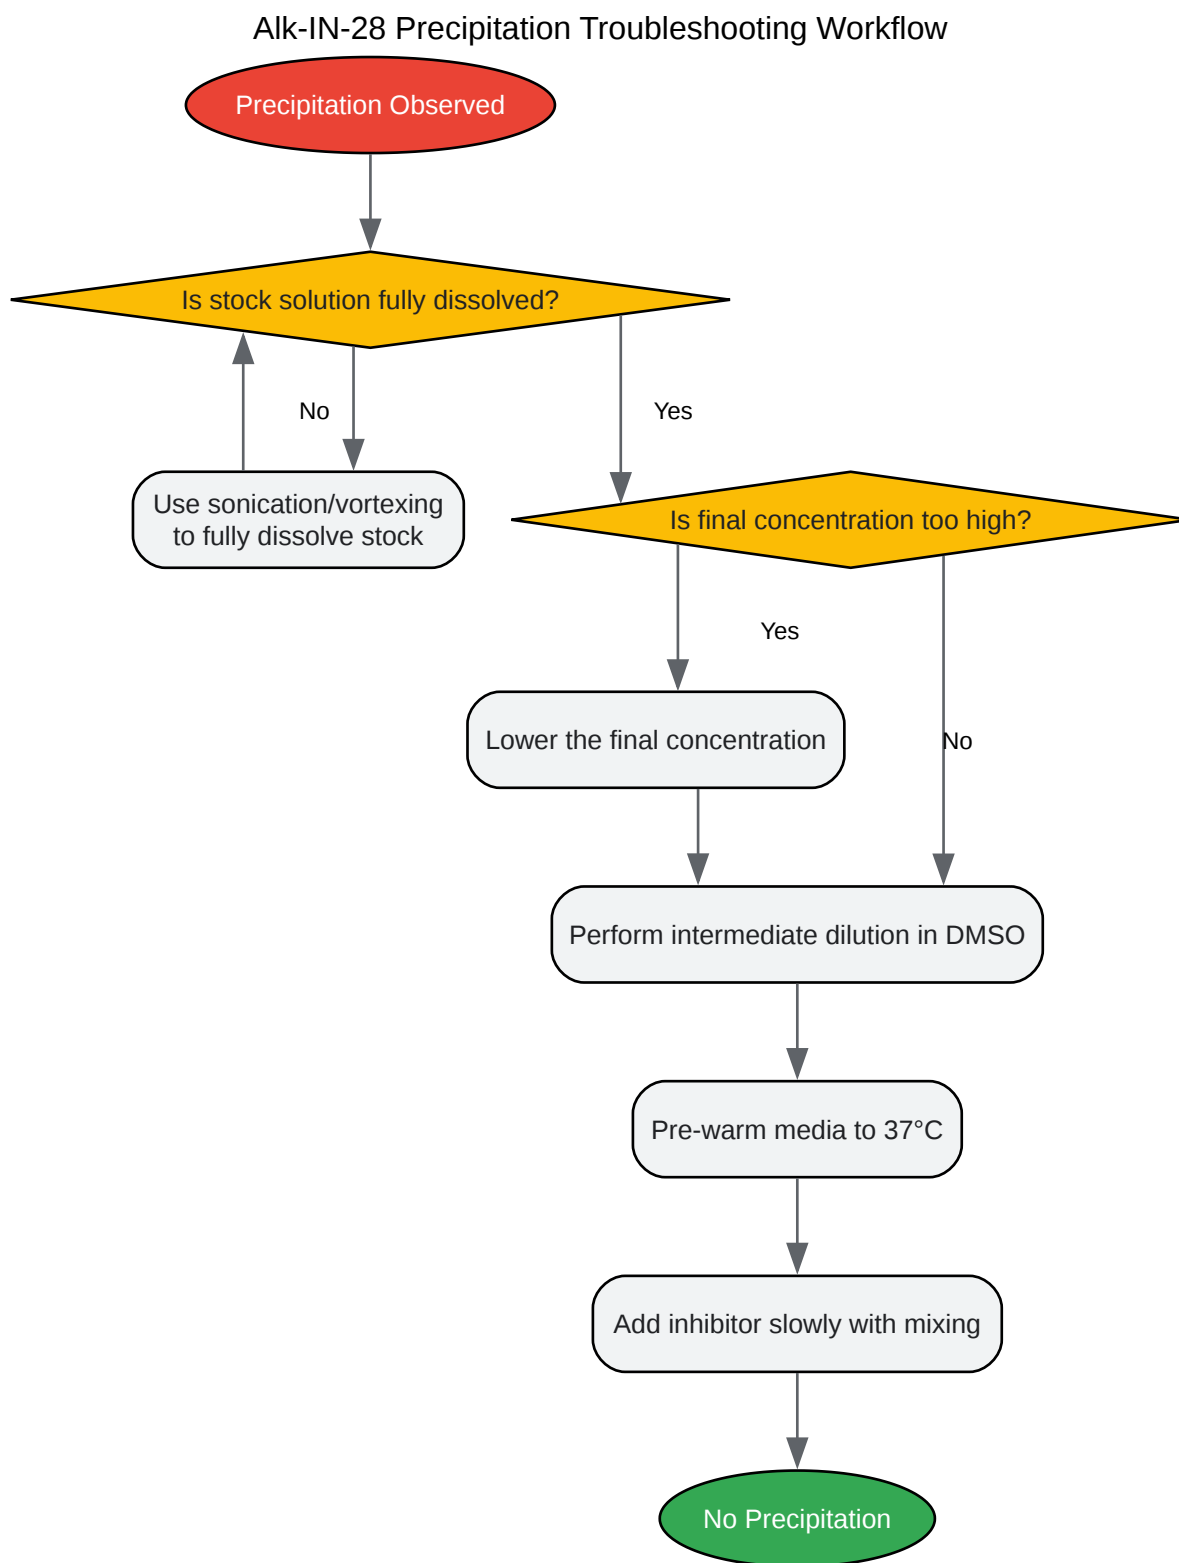 Alk-IN-28 Precipitation Troubleshooting Workflow
Precipitation Observed
Is stock solution fully dissolved?
No
Yes
Use sonication/vortexing
to fully dissolve stock
Is final concentration too high?
Yes
Lower the final concentration
No
Perform intermediate dilution in DMSO
Pre-warm media to 37°C
Add inhibitor slowly with mixing
No Precipitation